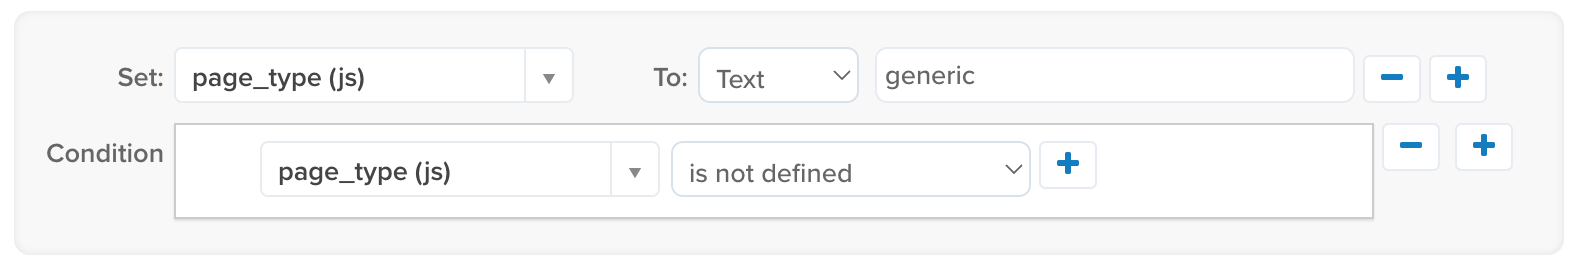 Set: page_type (js) To: Text generic
Condition page_type (js) is not defined